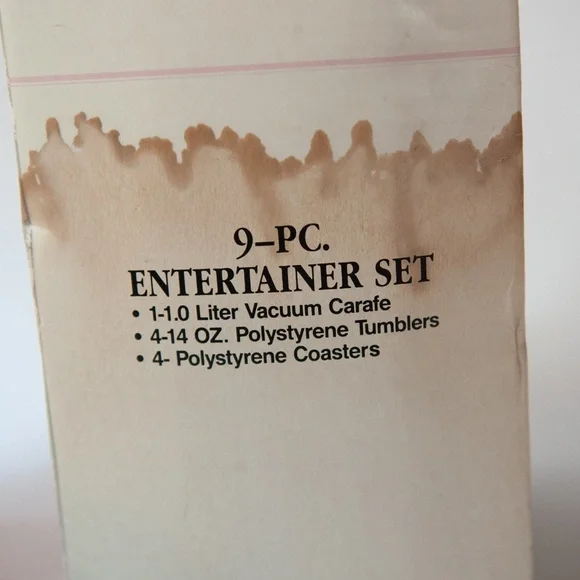 9–PC.
ENTERTAINER SET
• 1-1.0 Liter Vacuum Carafe
• 4-14 OZ. Polystyrene Tumblers
• 4- Polystyrene Coasters